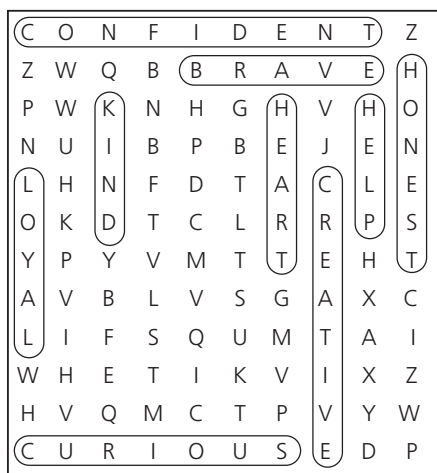 C O N F I D E N T Z
Z W Q B B R A V E H
P W K N H G H V H O
N U I B P B E J E N
L H N F D T A C L E
O K D T C L R R P S
Y P Y V M T T E H T
A V B L V S G A X C
L I F S Q U M T A I
W H E T I K V I X Z
H V Q M C T P V Y W
C U R I O U S E D P